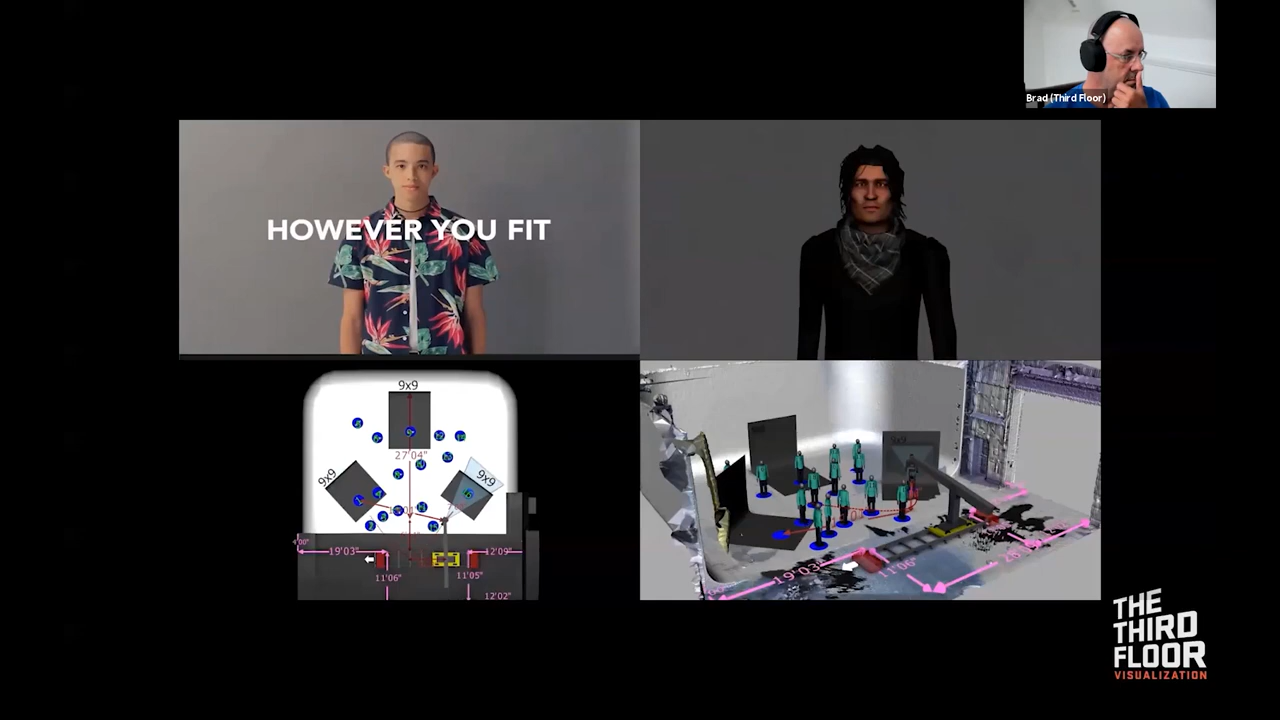 Brad (Third Floor)
HOWEVER YOU FIT
9x9
27'04"
9x9
9x9
19'03"
12'09"
11'06"
11'05"
12'02"
19'03"
11'06"
THE
THIRD
FLOOR
VISUALIZATION